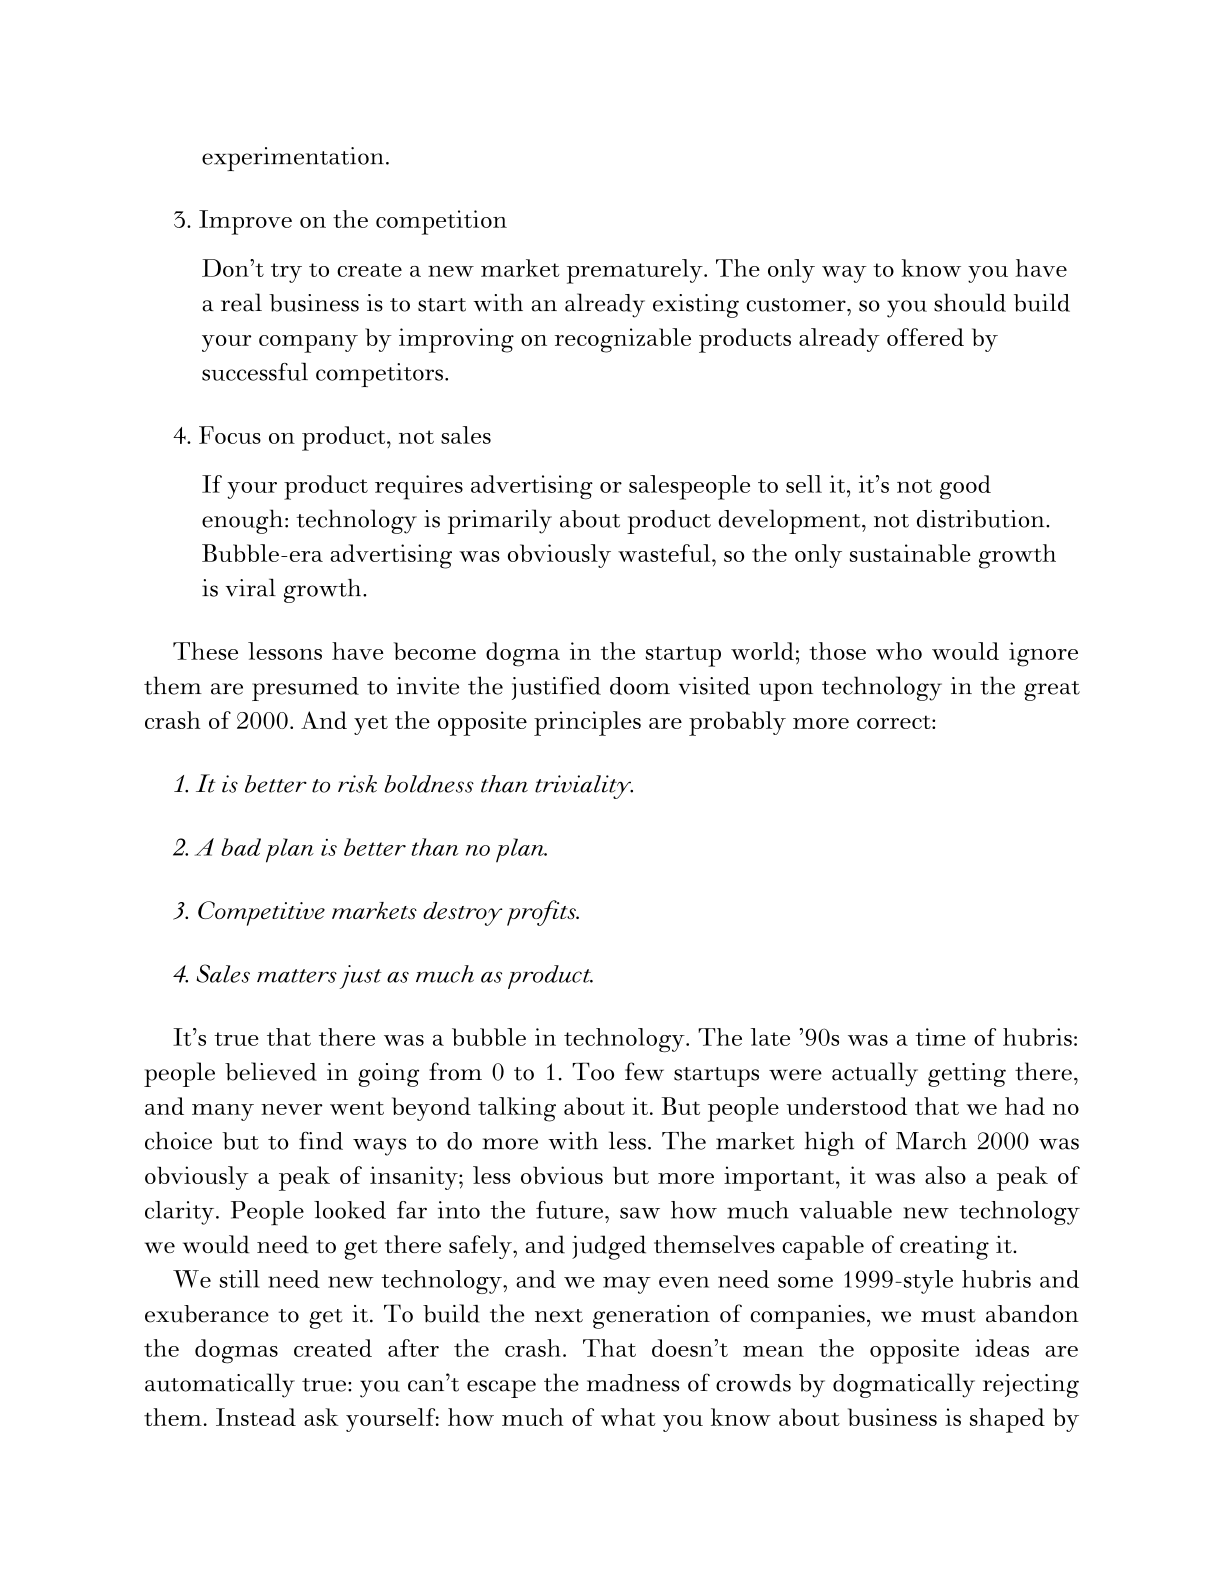 experimentation.
3. Improve on the competition
Don’t try to create a new market prematurely. The only way to know you have
a real business is to start with an already existing customer, so you should build
your company by improving on recognizable products already offered by
successful competitors.
4. Focus on product, not sales
If your product requires advertising or salespeople to sell it, it’s not good
enough: technology is primarily about product development, not distribution.
Bubble-era advertising was obviously wasteful, so the only sustainable growth
is viral growth.
These lessons have become dogma in the startup world; those who would ignore
them are presumed to invite the justified doom visited upon technology in the great
crash of 2000. And yet the opposite principles are probably more correct:
1. It is better to risk boldness than triviality.
2. A bad plan is better than no plan.
3. Competitive markets destroy profits.
4. Sales matters just as much as product.
It’s true that there was a bubble in technology. The late ’90s was a time of hubris:
people believed in going from 0 to 1. Too few startups were actually getting there,
and many never went beyond talking about it. But people understood that we had no
choice but to find ways to do more with less. The market high of March 2000 was
obviously a peak of insanity; less obvious but more important, it was also a peak of
clarity. People looked far into the future, saw how much valuable new technology
we would need to get there safely, and judged themselves capable of creating it.
We still need new technology, and we may even need some 1999-style hubris and
exuberance to get it. To build the next generation of companies, we must abandon
the dogmas created after the crash. That doesn’t mean the opposite ideas are
automatically true: you can’t escape the madness of crowds by dogmatically rejecting
them. Instead ask yourself: how much of what you know about business is shaped by